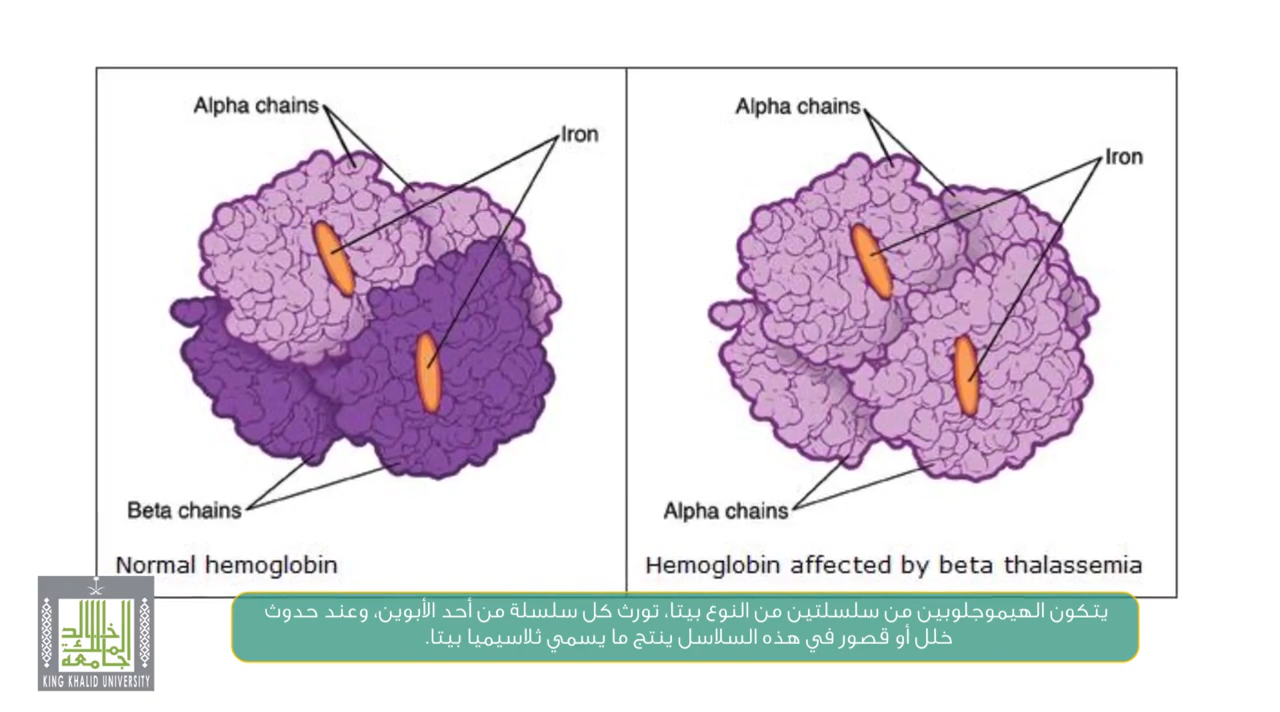 Alpha chains
Iron
Beta chains
Normal hemoglobin
Alpha chains
Iron
Alpha chains
Hemoglobin affected by beta thalassemia
يتكون الهيموجلوبين من سلسلتين من النوع بيتا، تورث كل سلسلة من أحد الأبوين، وعند حدوث
خلل أو قصور في هذه السلاسل ينتج ما يسمي ثلاسيميا بيتا.
جامعة الملك خالد
KING KHALID UNIVERSITY